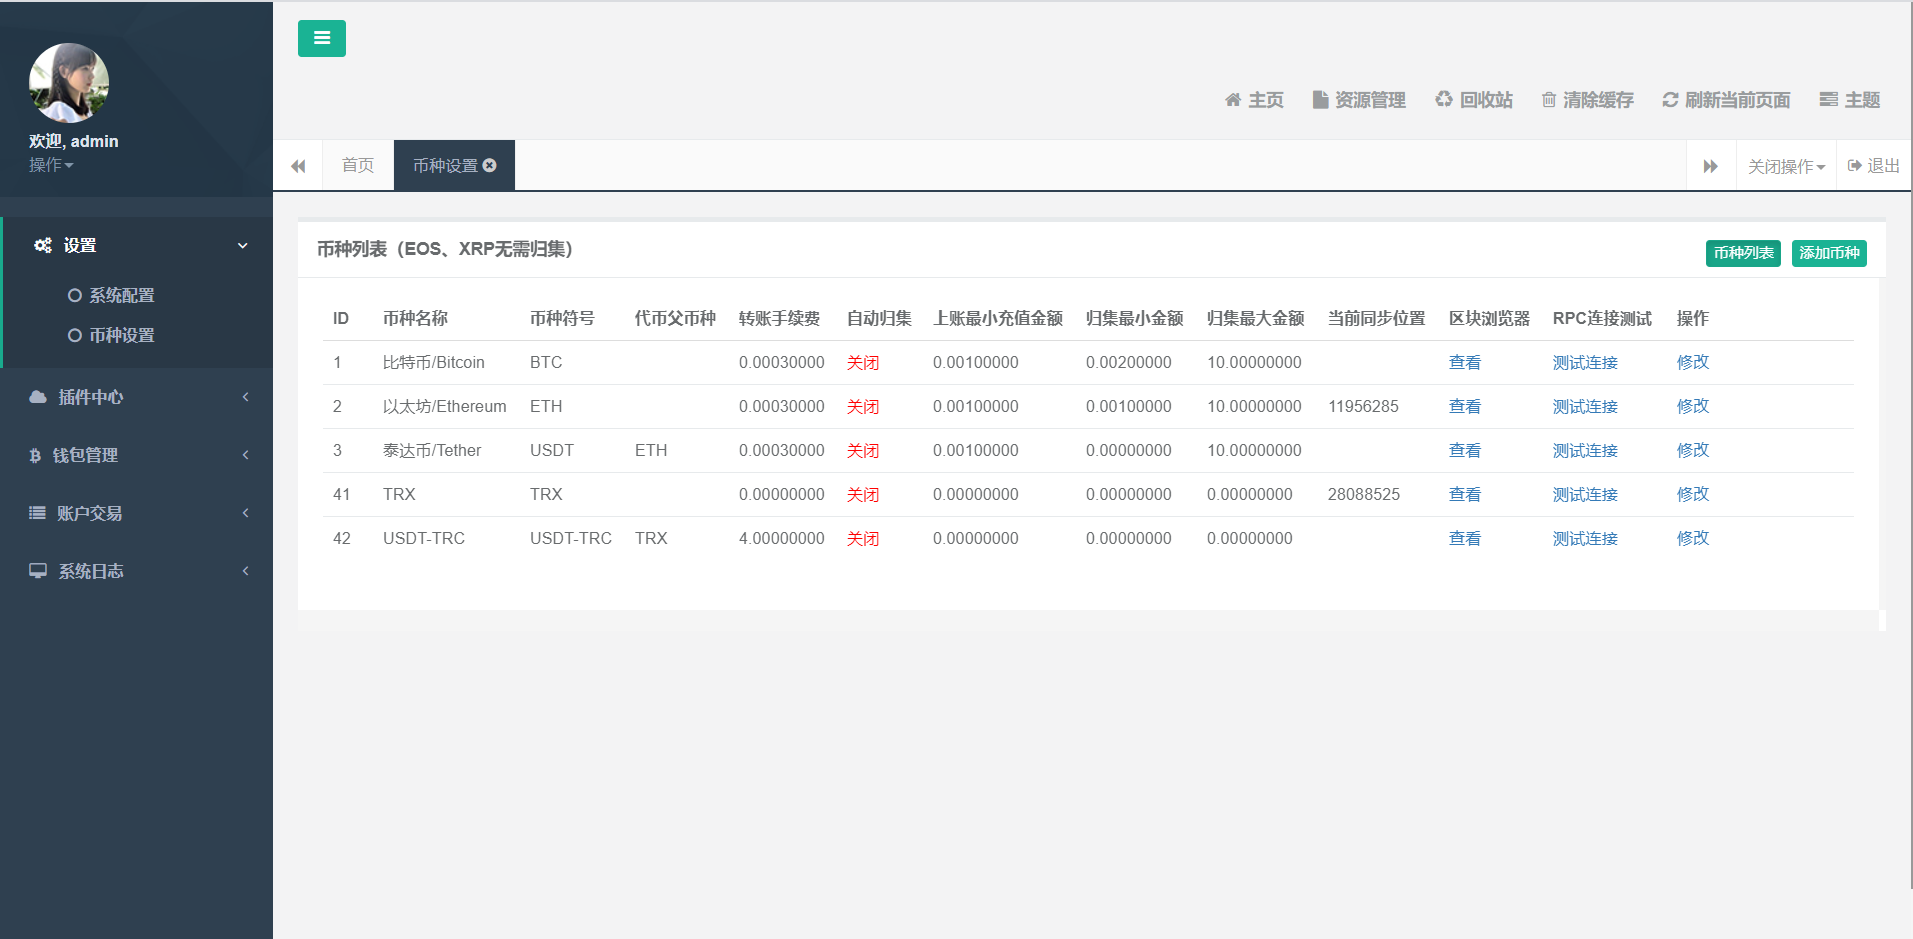 欢迎, admin
操作
设置
系统配置
币种设置
插件中心
钱包管理
账户交易
系统日志
主页 资源管理 回收站 清除缓存 刷新当前页面 主题
首页 币种设置 关闭操作 退出
币种列表（EOS、XRP无需归集） 币种列表 添加币种
ID 币种名称 币种符号 代币父币种 转账手续费 自动归集 上账最小充值金额 归集最小金额 归集最大金额 当前同步位置 区块浏览器 RPC连接测试 操作
1 比特币/Bitcoin BTC 0.00030000 关闭 0.00100000 0.00200000 10.00000000 查看 测试连接 修改
2 以太坊/Ethereum ETH 0.00030000 关闭 0.00100000 0.00100000 10.00000000 11956285 查看 测试连接 修改
3 泰达币/Tether USDT ETH 0.00030000 关闭 0.00100000 0.00000000 10.00000000 查看 测试连接 修改
41 TRX TRX 0.00000000 关闭 0.00000000 0.00000000 0.00000000 28088525 查看 测试连接 修改
42 USDT-TRC USDT-TRC TRX 4.00000000 关闭 0.00000000 0.00000000 0.00000000 查看 测试连接 修改